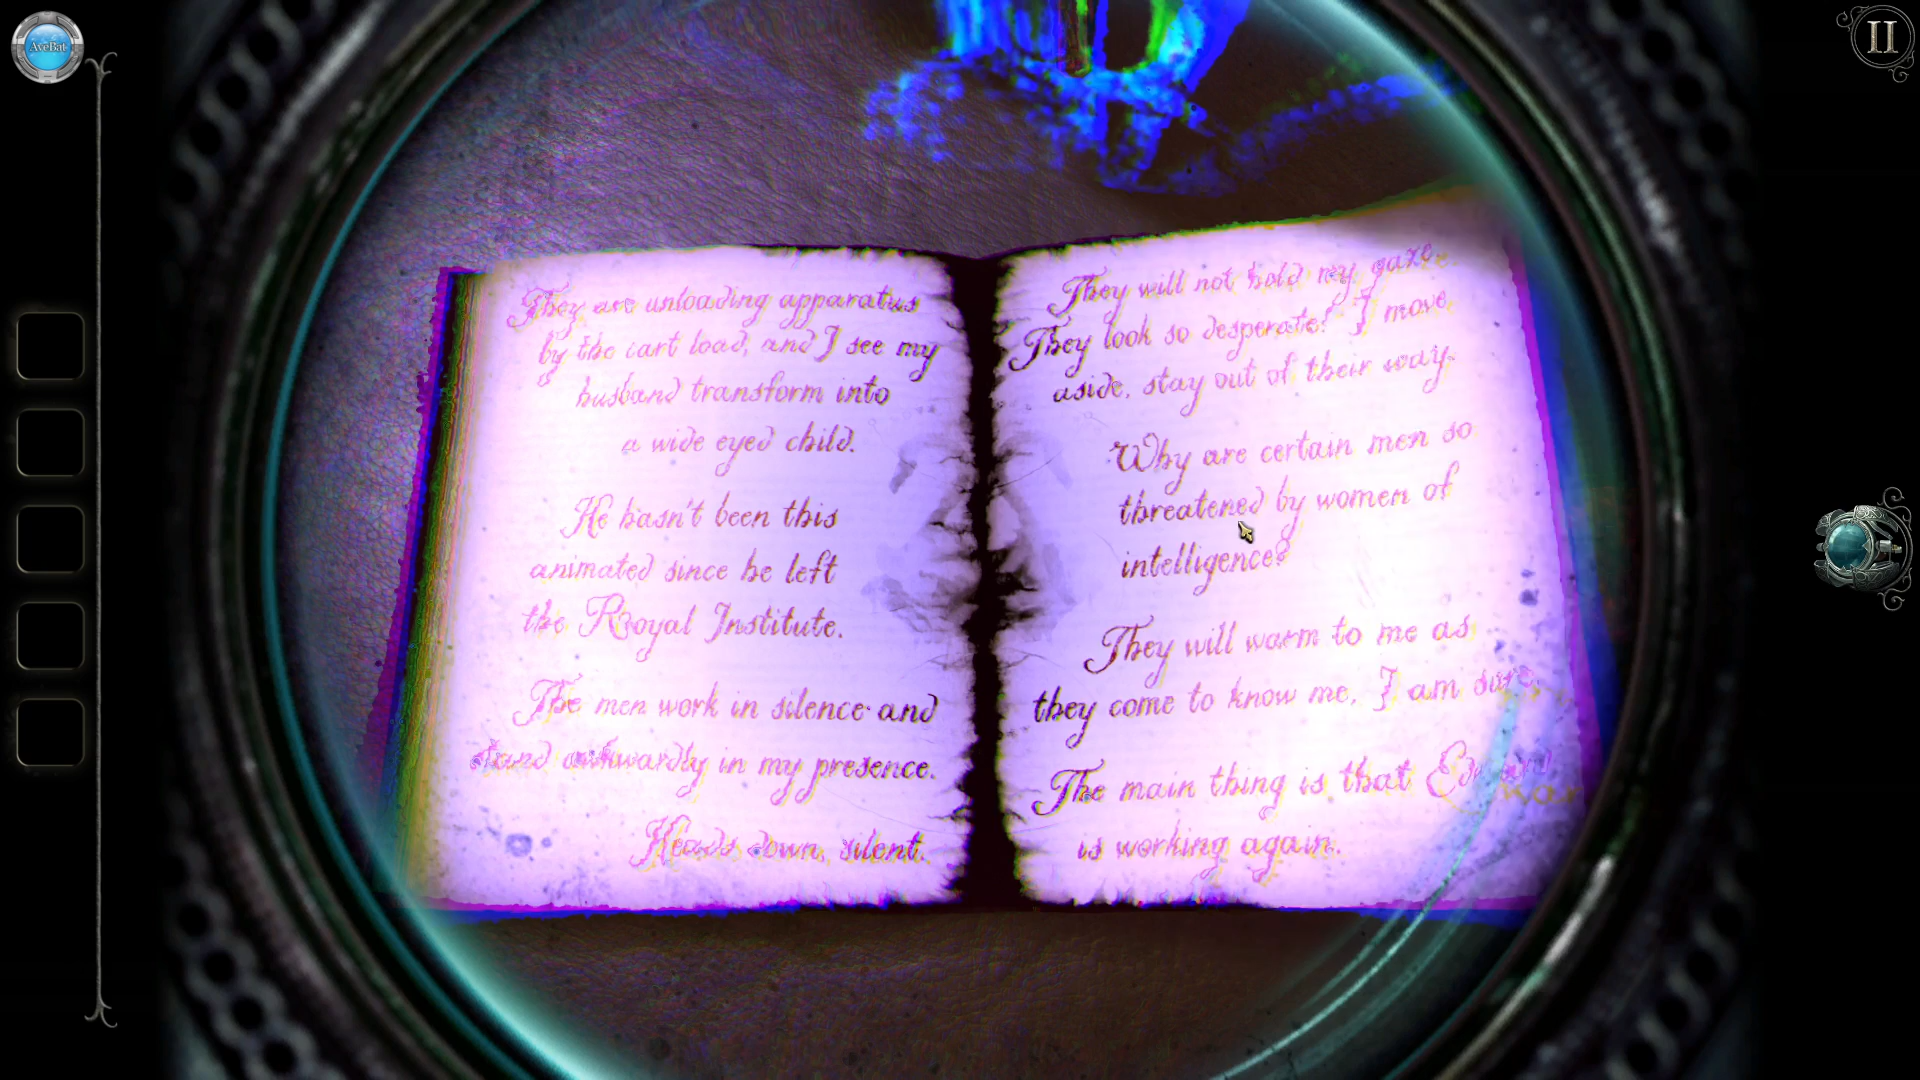 AveBat
II
They are unloading apparatus
by the cart load, and I see my
husband transform into
a wide eyed child.
He hasn't been this
animated since he left
the Royal Institute.
The men work in silence and
stand awkwardly in my presence.
Heads down, silent.
They will not hold my gaze.
They look so desperate! I move
aside, stay out of their way.
Why are certain men so
threatened by women of
intelligence?
They will warm to me as
they come to know me, I am sure.
The main thing is that Edward
is working again.